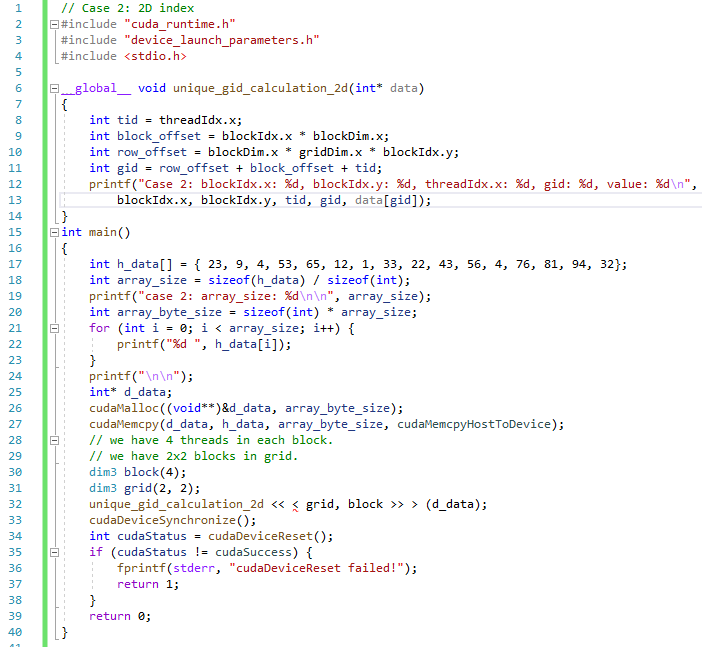 1 // Case 2: 2D index
2 #include "cuda_runtime.h"
3 #include "device_launch_parameters.h"
4 #include <stdio.h>
5
6 __global__ void unique_gid_calculation_2d(int* data)
7 {
8 int tid = threadIdx.x;
9 int block_offset = blockIdx.x * blockDim.x;
10 int row_offset = blockDim.x * gridDim.x * blockIdx.y;
11 int gid = row_offset + block_offset + tid;
12 printf("Case 2: blockIdx.x: %d, blockIdx.y: %d, threadIdx.x: %d, gid: %d, value: %d\n",
13 blockIdx.x, blockIdx.y, tid, gid, data[gid]);
14 }
15 int main()
16 {
17 int h_data[] = { 23, 9, 4, 53, 65, 12, 1, 33, 22, 43, 56, 4, 76, 81, 94, 32};
18 int array_size = sizeof(h_data) / sizeof(int);
19 printf("case 2: array_size: %d\n\n", array_size);
20 int array_byte_size = sizeof(int) * array_size;
21 for (int i = 0; i < array_size; i++) {
22 printf("%d ", h_data[i]);
23 }
24 printf("\n\n");
25 int* d_data;
26 cudaMalloc((void**)&d_data, array_byte_size);
27 cudaMemcpy(d_data, h_data, array_byte_size, cudaMemcpyHostToDevice);
28 // we have 4 threads in each block.
29 // we have 2x2 blocks in grid.
30 dim3 block(4);
31 dim3 grid(2, 2);
32 unique_gid_calculation_2d << < grid, block >> > (d_data);
33 cudaDeviceSynchronize();
34 int cudaStatus = cudaDeviceReset();
35 if (cudaStatus != cudaSuccess) {
36 fprintf(stderr, "cudaDeviceReset failed!");
37 return 1;
38 }
39 return 0;
40 }
41